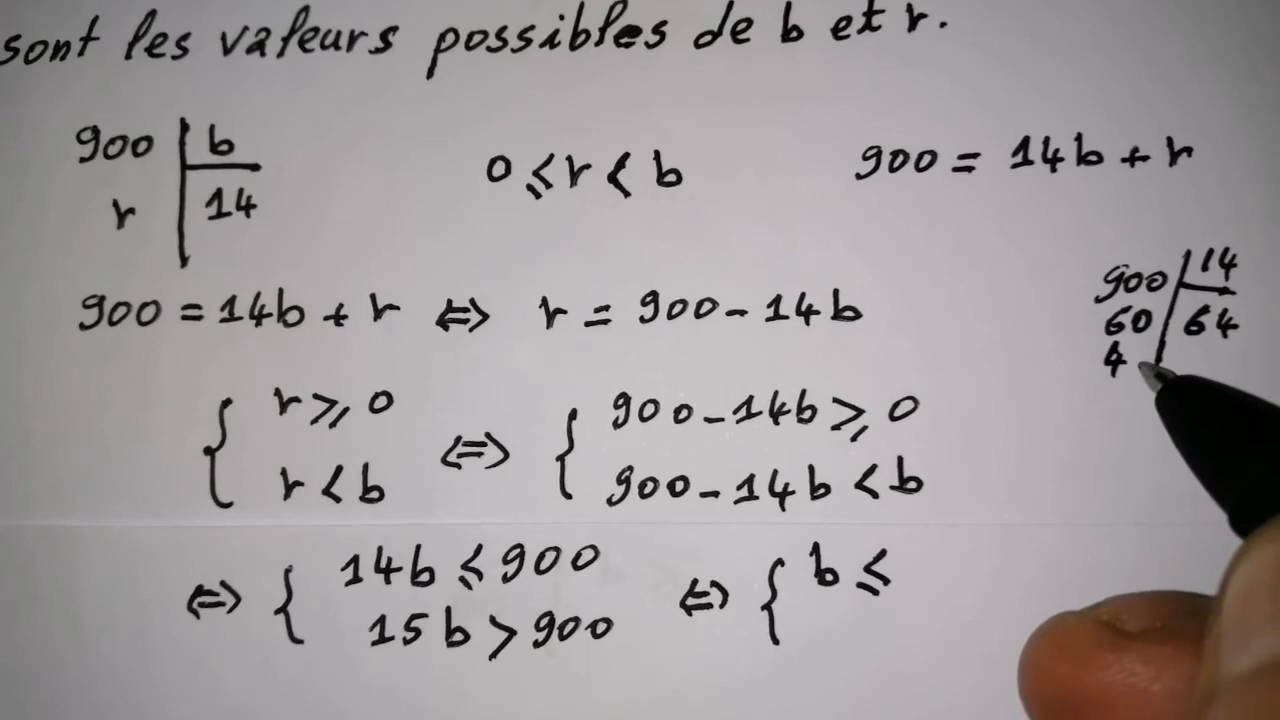 sont les valeurs possibles de b et r.
900 | b
r | 14
0 ⩽ r < b
900 = 14b + r
900 = 14b + r ⇔ r = 900 - 14b
900 | 14
60 | 64
4
{ r ⩾ 0 ⇔ { 900 - 14b ⩾ 0
r < b 900 - 14b < b
⇔ { 14b ⩽ 900 ⇔ { b ⩽
15b > 900